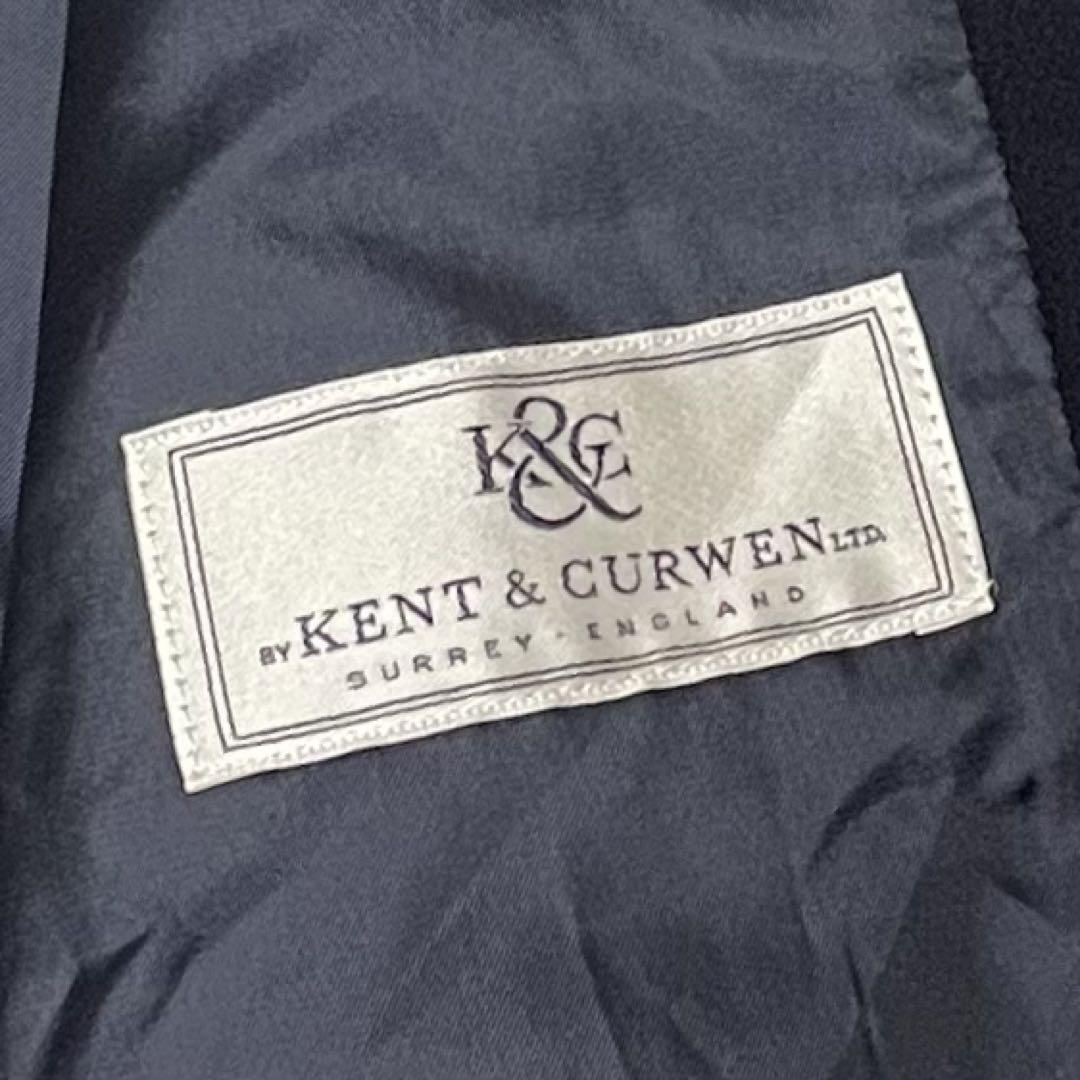 K&C
BY KENT & CURWEN LTD.
SURREY - ENGLAND